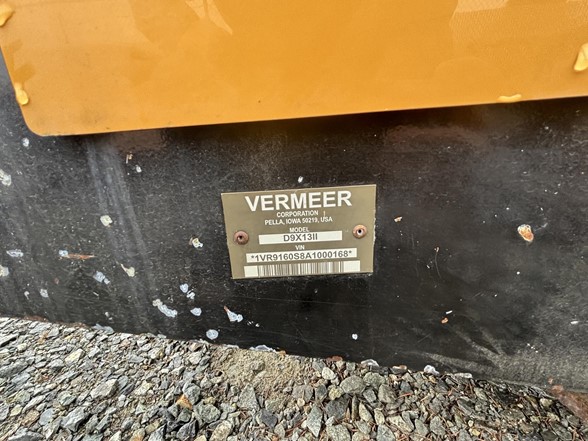 VERMEER
CORPORATION
PELLA, IOWA 50219, USA
MODEL
D9X13II
VIN
*1VR9160S8A1000168*